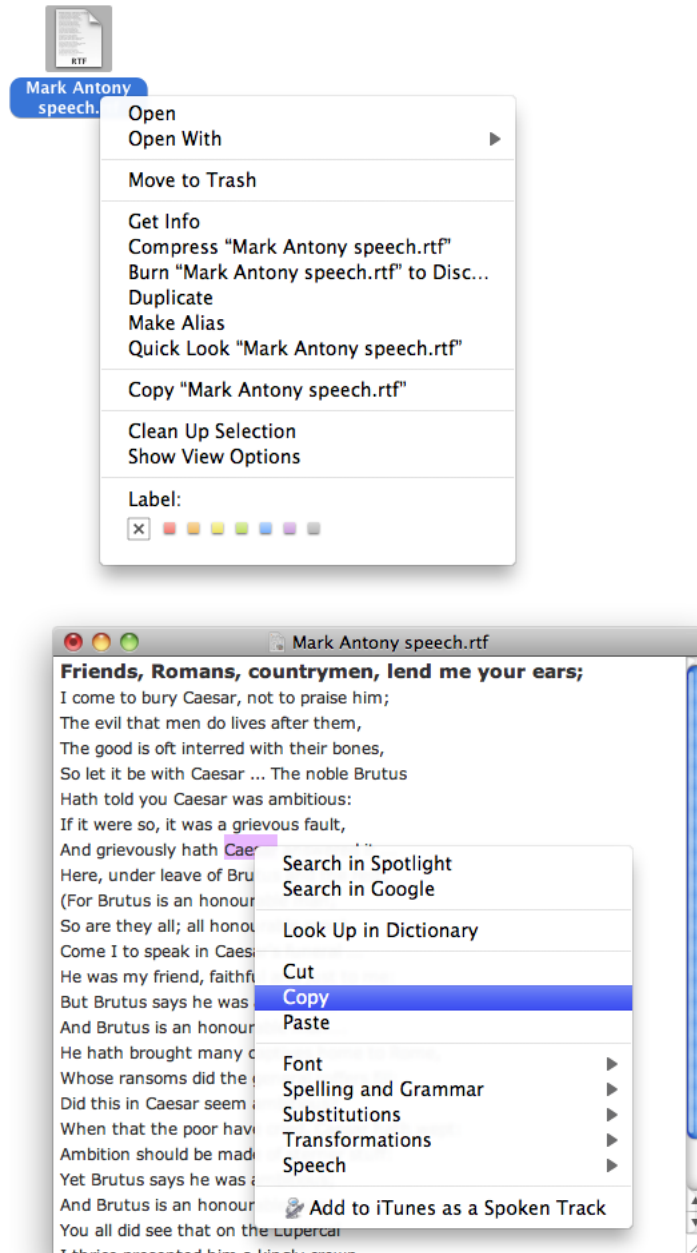 RTF
Mark Antony
speech.
Open
Open With
Move to Trash
Get Info
Compress “Mark Antony speech.rtf”
Burn “Mark Antony speech.rtf” to Disc...
Duplicate
Make Alias
Quick Look “Mark Antony speech.rtf”
Copy “Mark Antony speech.rtf”
Clean Up Selection
Show View Options
Label:
Mark Antony speech.rtf
Friends, Romans, countrymen, lend me your ears;
I come to bury Caesar, not to praise him;
The evil that men do lives after them,
The good is oft interred with their bones,
So let it be with Caesar ... The noble Brutus
Hath told you Caesar was ambitious:
If it were so, it was a grievous fault,
And grievously hath Cae
Here, under leave of Bru
(For Brutus is an honour
So are they all; all honou
Come I to speak in Caesa
He was my friend, faithfu
But Brutus says he was
And Brutus is an honour
He hath brought many
Whose ransoms did the
Did this in Caesar seem
When that the poor have
Ambition should be made
Yet Brutus says he was
And Brutus is an honour
You all did see that on the Lupercal
Search in Spotlight
Search in Google
Look Up in Dictionary
Cut
Copy
Paste
Font
Spelling and Grammar
Substitutions
Transformations
Speech
Add to iTunes as a Spoken Track